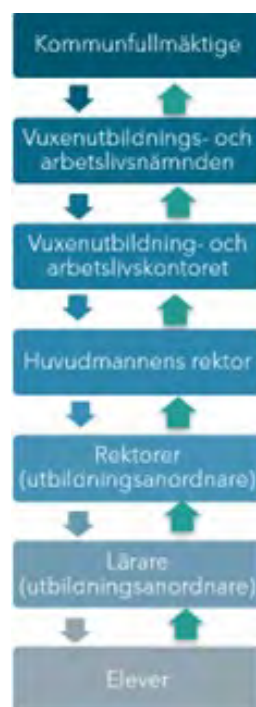 Kommunfullmäktige
Vuxenutbildnings- och
arbetslivsnämnden
Vuxenutbildning- och
arbetslivskontoret
Huvudmannens rektor
Rektorer
(utbildningsanordnare)
Lärare
(utbildningsanordnare)
Elever